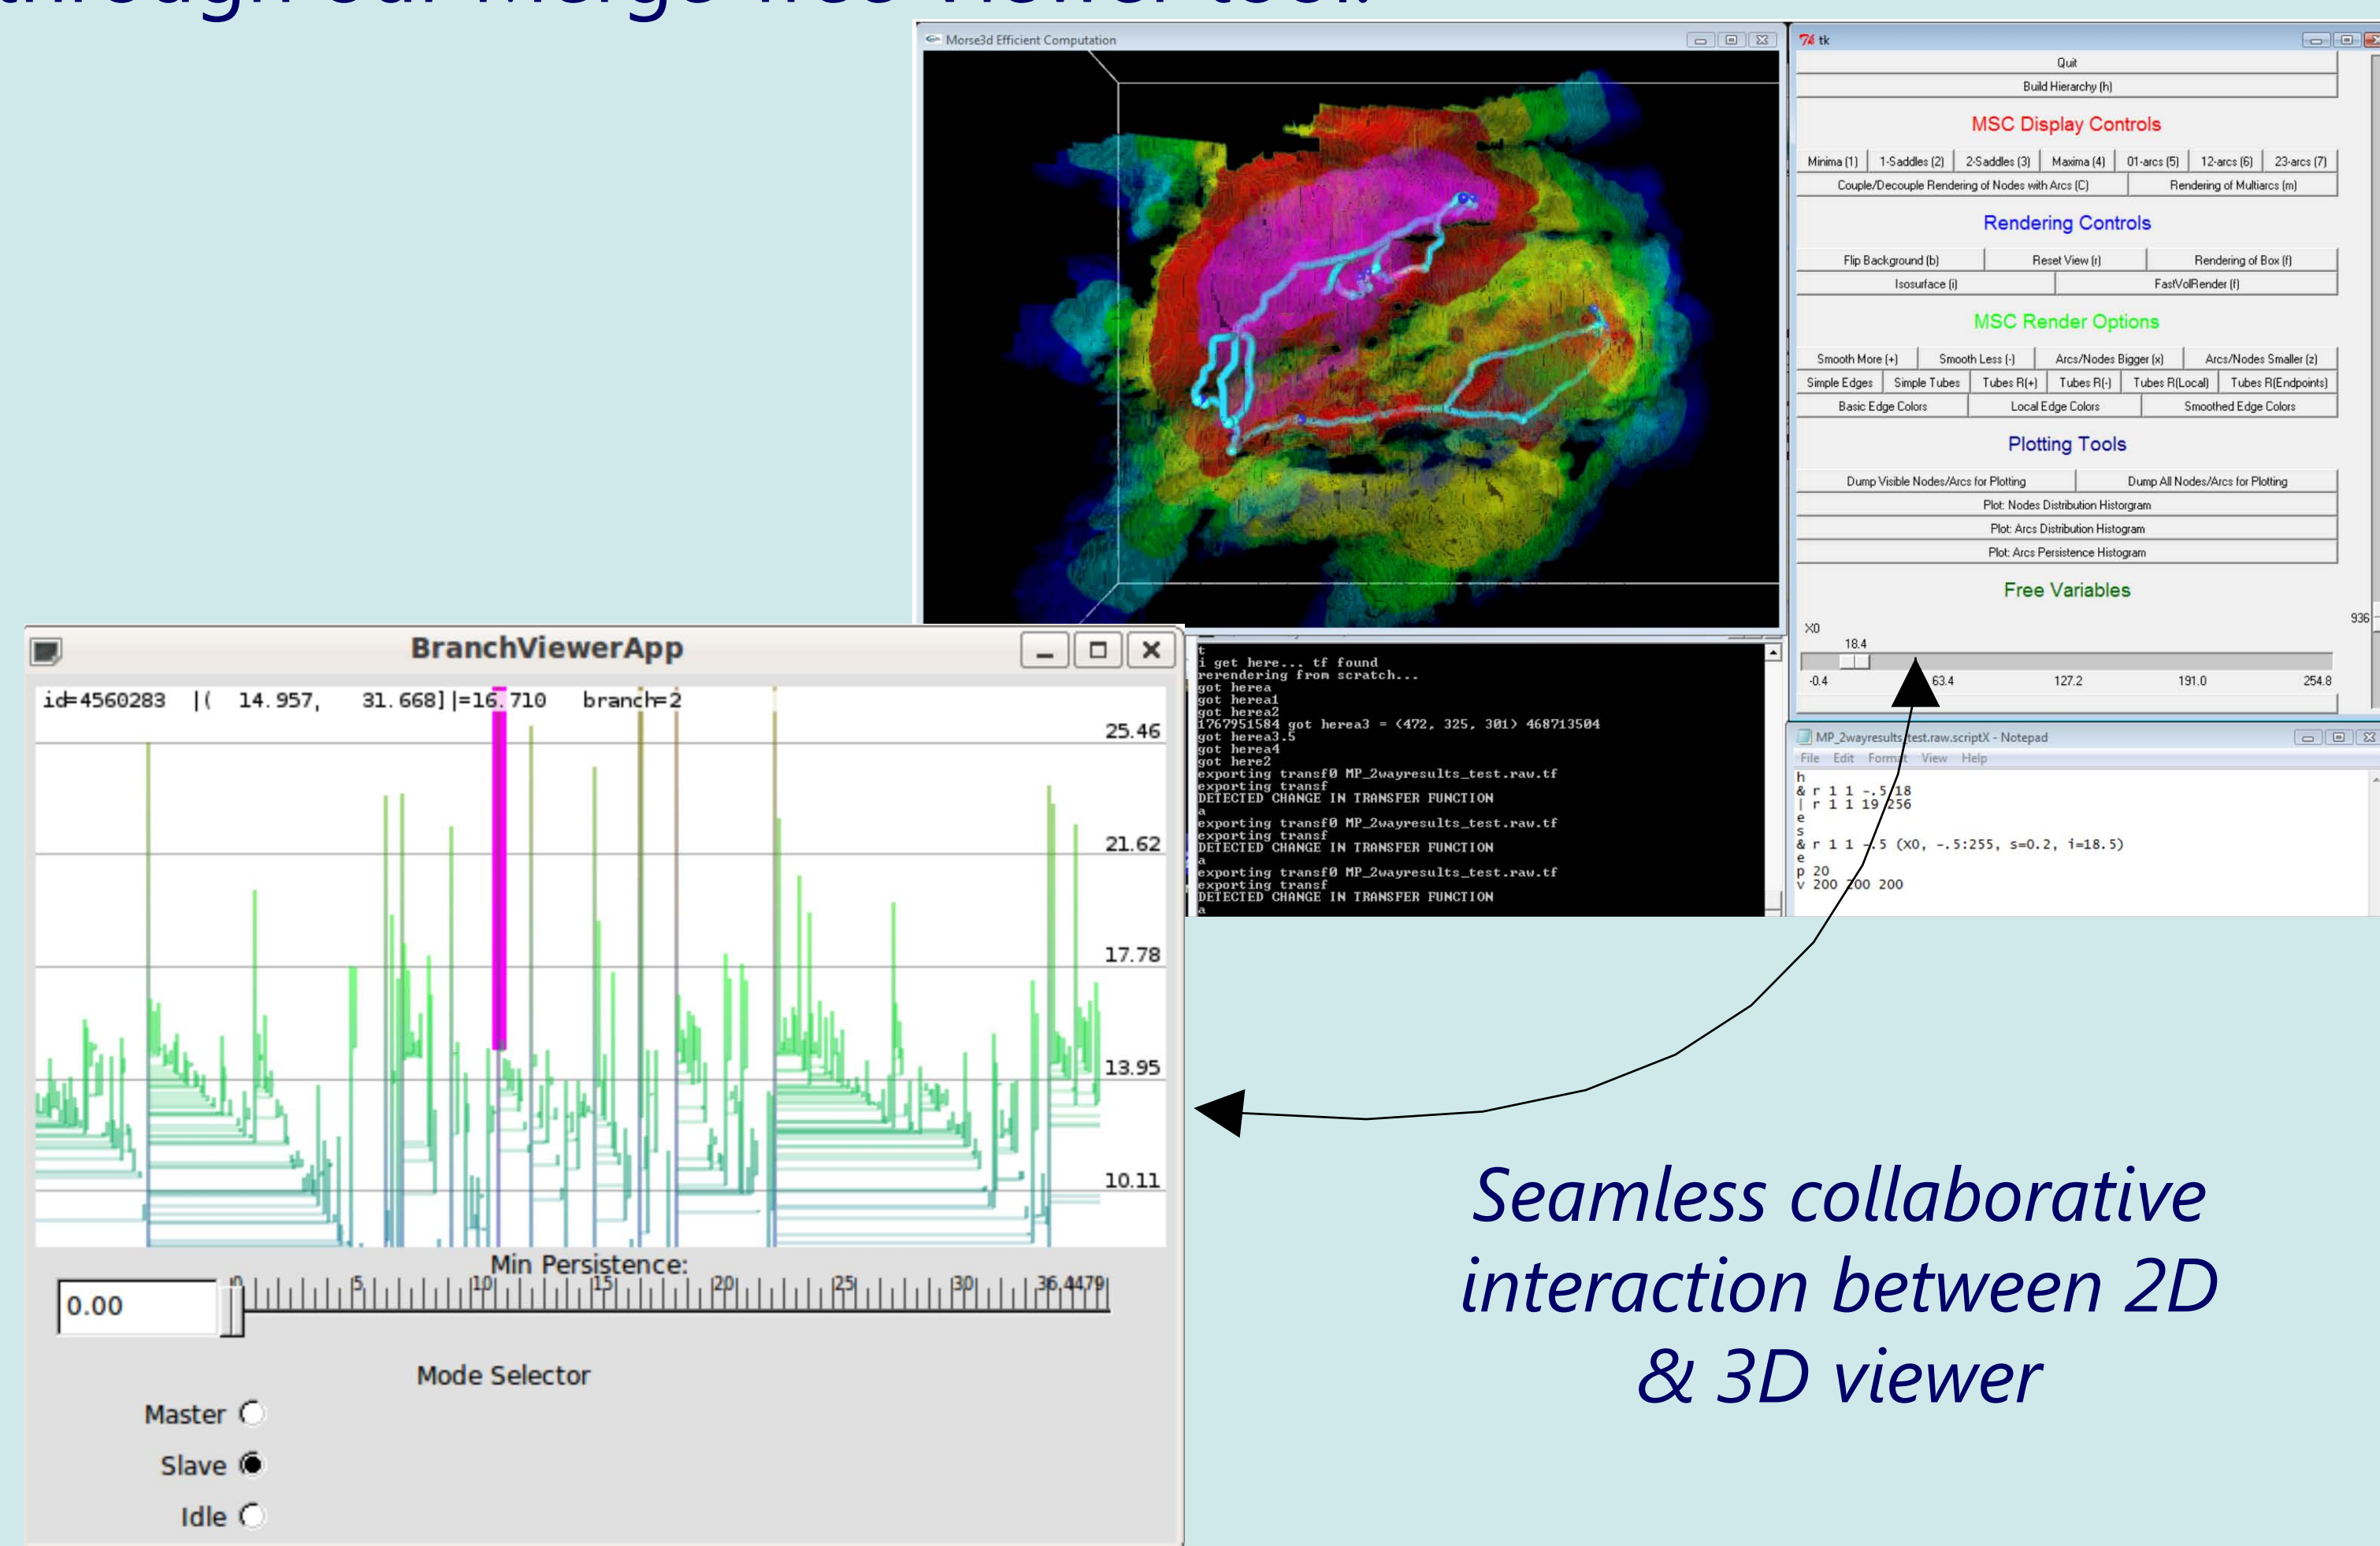 through our Merge Tree Viewer tool.
Morse3d Efficient Computation
tk
Quit
Build Hierarchy (h)
MSC Display Controls
Minima (1) 1-Saddles (2) 2-Saddles (3) Maxima (4) 01-arcs (5) 12-arcs (6) 23-arcs (7)
Couple/Decouple Rendering of Nodes with Arcs (C) Rendering of Multiarcs (m)
Rendering Controls
Flip Background (b) Reset View (r) Rendering of Box (f)
Isosurface (i) FastVolRender (f)
MSC Render Options
Smooth More (+) Smooth Less (-) Arcs/Nodes Bigger (x) Arcs/Nodes Smaller (z)
Simple Edges Simple Tubes Tubes R(+) Tubes R(-) Tubes R(Local) Tubes R(Endpoints)
Basic Edge Colors Local Edge Colors Smoothed Edge Colors
Plotting Tools
Dump Visible Nodes/Arcs for Plotting Dump All Nodes/Arcs for Plotting
Plot: Nodes Distribution Historgram
Plot: Arcs Distribution Histogram
Plot: Arcs Persistence Histogram
Free Variables
936
X0
18.4
-0.4 63.4 127.2 191.0 254.8
t
i get here... tf found
rerendering from scratch...
got herea
got herea1
got herea2
1767951584 got herea3 = (472, 325, 301) 468713504
got herea3.5
got herea4
got here2
exporting transf0 MP_2wayresults_test.raw.tf
exporting transf
DETECTED CHANGE IN TRANSFER FUNCTION
a
exporting transf0 MP_2wayresults_test.raw.tf
exporting transf
DETECTED CHANGE IN TRANSFER FUNCTION
a
exporting transf0 MP_2wayresults_test.raw.tf
exporting transf
DETECTED CHANGE IN TRANSFER FUNCTION
a
MP_2wayresults_test.raw.scriptX - Notepad
File Edit Format View Help
h
& r 1 1 -.5 18
| r 1 1 19 256
e
s
& r 1 1 -.5 (X0, -.5:255, s=0.2, i=18.5)
e
p 20
v 200 200 200
BranchViewerApp
id=4560283 |( 14.957, 31.668]|=16.710 branch=2
25.46
21.62
17.78
13.95
10.11
Min Persistence:
0.00
0 5 10 15 20 25 30 36.4479
Mode Selector
Master
Slave
Idle
Seamless collaborative
interaction between 2D
& 3D viewer